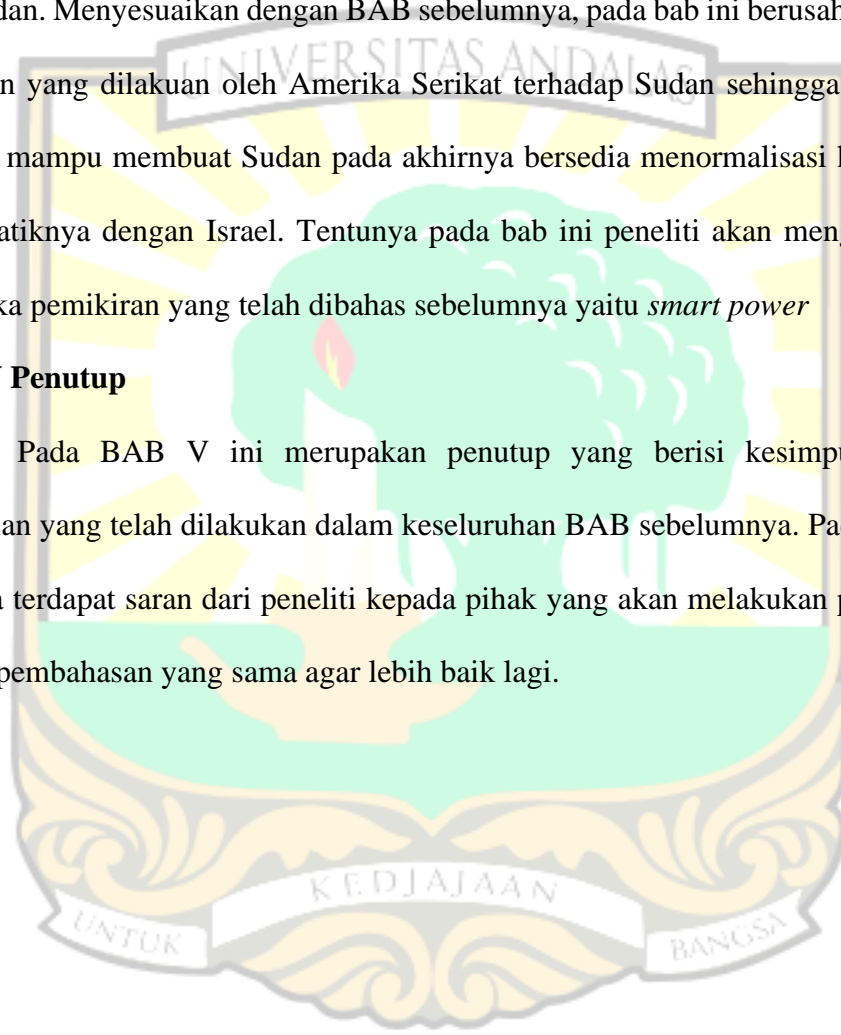 dan. Menyesuaikan dengan BAB sebelumnya, pada bab ini berusah
UNIVERSITAS ANDALAS
n yang dilakuan oleh Amerika Serikat terhadap Sudan sehingga
mampu membuat Sudan pada akhirnya bersedia menormalisasi
atiknya dengan Israel. Tentunya pada bab ini peneliti akan men
ka pemikiran yang telah dibahas sebelumnya yaitu smart power
Penutup
Pada BAB V ini merupakan penutup yang berisi kesimpu
an yang telah dilakukan dalam keseluruhan BAB sebelumnya. Pa
a terdapat saran dari peneliti kepada pihak yang akan melakukan p
pembahasan yang sama agar lebih baik lagi.
KEDJAJAAN
UNTUK
BANGSA